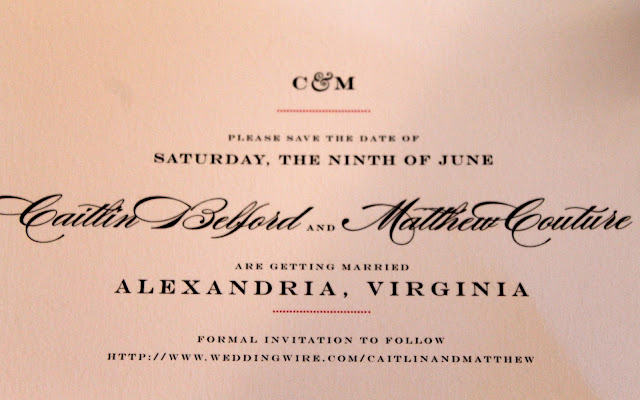 C&M
PLEASE SAVE THE DATE OF
SATURDAY, THE NINTH OF JUNE
Caitlin Belford AND Matthew Couture
ARE GETTING MARRIED
ALEXANDRIA, VIRGINIA
FORMAL INVITATION TO FOLLOW
HTTP://WWW.WEDDINGWIRE.COM/CAITLINANDMATTHEW